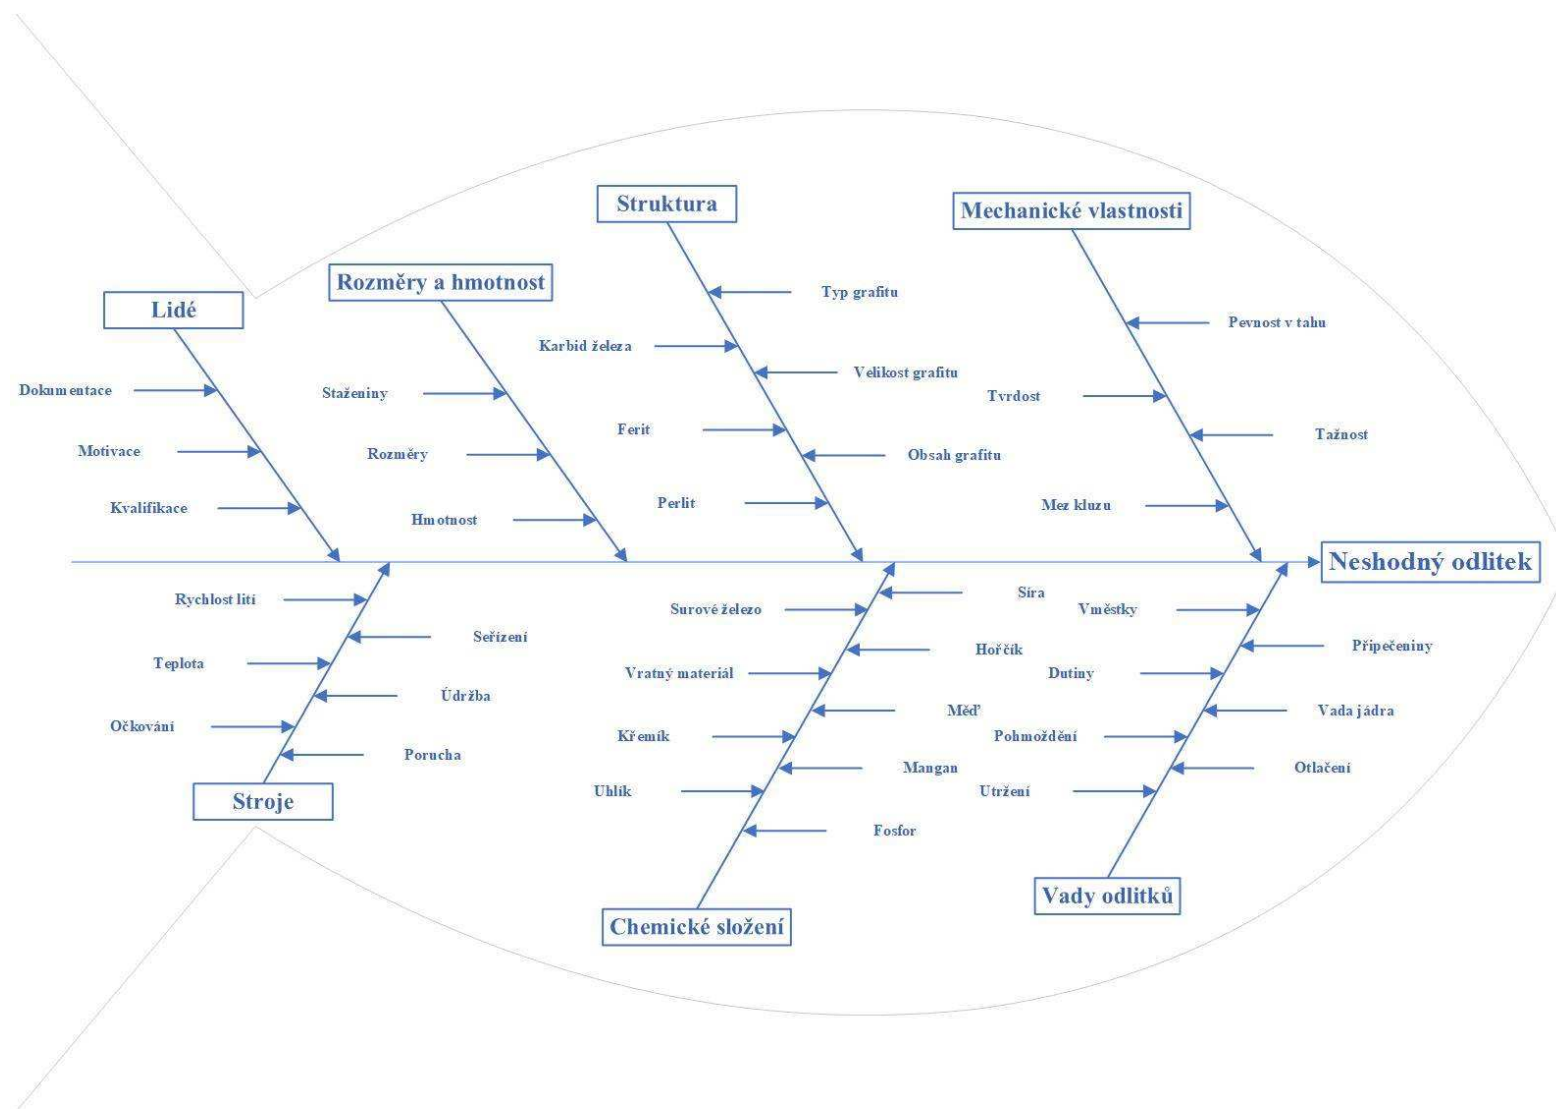 Struktura
Mechanické vlastnosti
Rozměry a hmotnost
Lidé
Typ grafitu
Pevnost v tahu
Karbid železa
Velikost grafitu
Dokumentace
Staženiny
Tvrdost
Ferit
Tažnost
Motivace
Rozměry
Obsah grafitu
Kvalifikace
Hmotnost
Perlit
Mez kluzu
Neshodný odlitek
Rychlost lití
Surové železo
Síra
Vměstky
Seřízení
Hořčík
Připečeniny
Teplota
Vratný materiál
Dutiny
Údržba
Měď
Vada jádra
Očkování
Křemík
Pohmoždění
Porucha
Mangan
Otlačení
Stroje
Uhlík
Utržení
Fosfor
Vady odlitků
Chemické složení